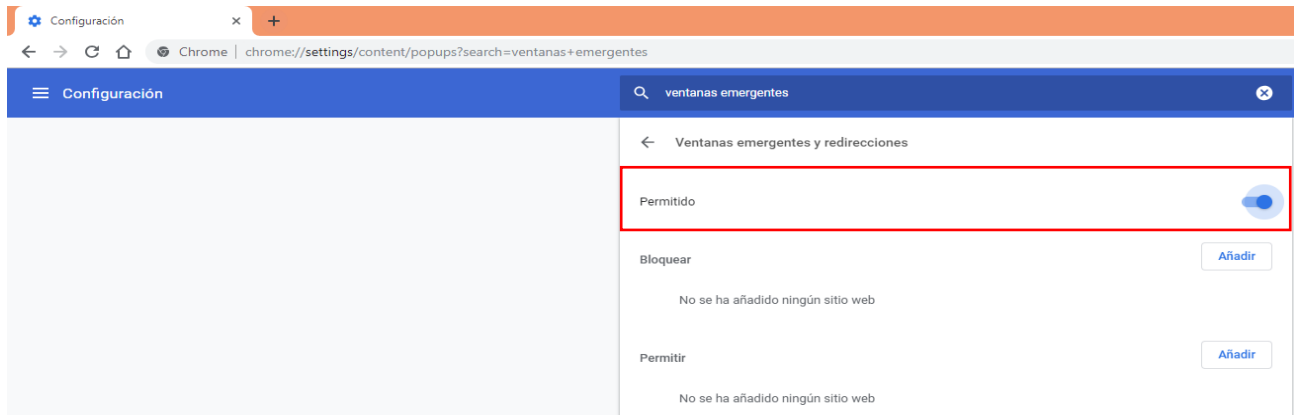 Configuración
Chrome | chrome://settings/content/popups?search=ventanas+emergentes
Configuración
ventanas emergentes
Ventanas emergentes y redirecciones
Permitido
Bloquear
Añadir
No se ha añadido ningún sitio web
Permitir
Añadir
No se ha añadido ningún sitio web